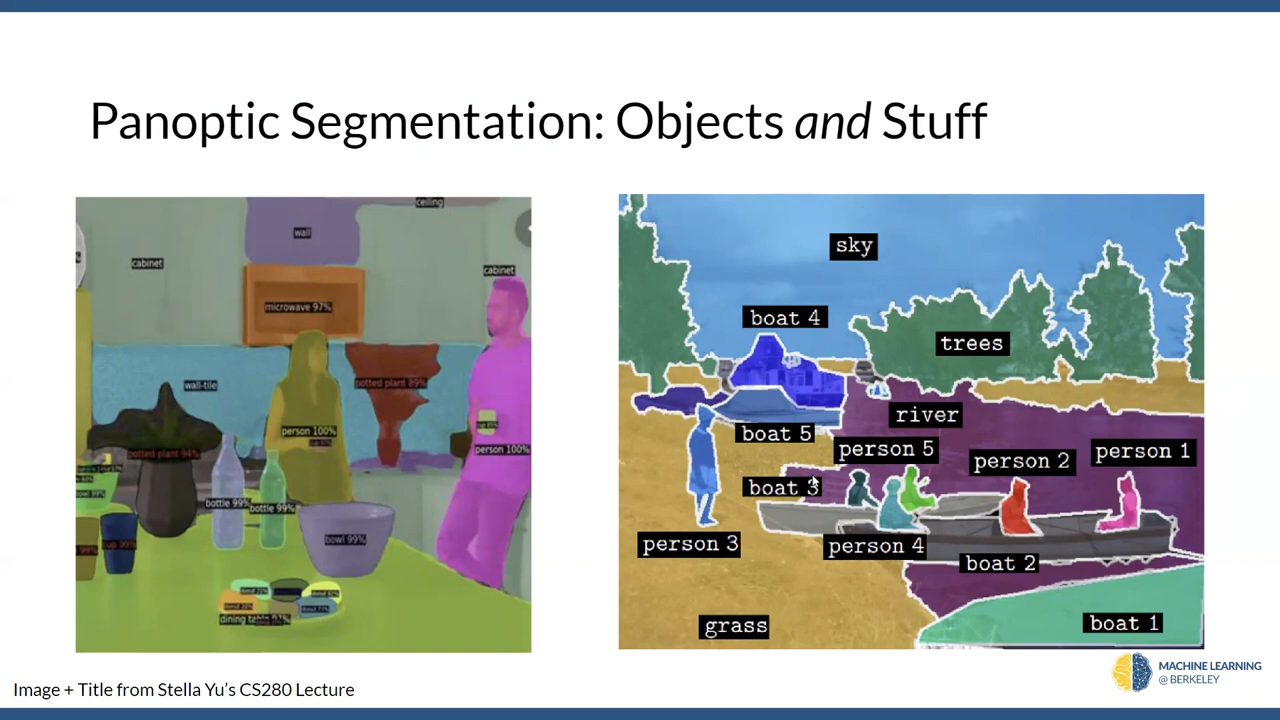 Panoptic Segmentation: Objects and Stuff
ceiling
wall
cabinet
cabinet
microwave 97%
wall-tile
potted plant 89%
person 100%
potted plant 94%
person 100%
bottle 99%
bottle 99%
bowl 99%
cup 99%
dining table 97%
sky
boat 4
trees
river
boat 5
person 5
person 2
person 1
boat 3
person 3
person 4
boat 2
grass
boat 1
Image + Title from Stella Yu's CS280 Lecture
MACHINE LEARNING
@ BERKELEY